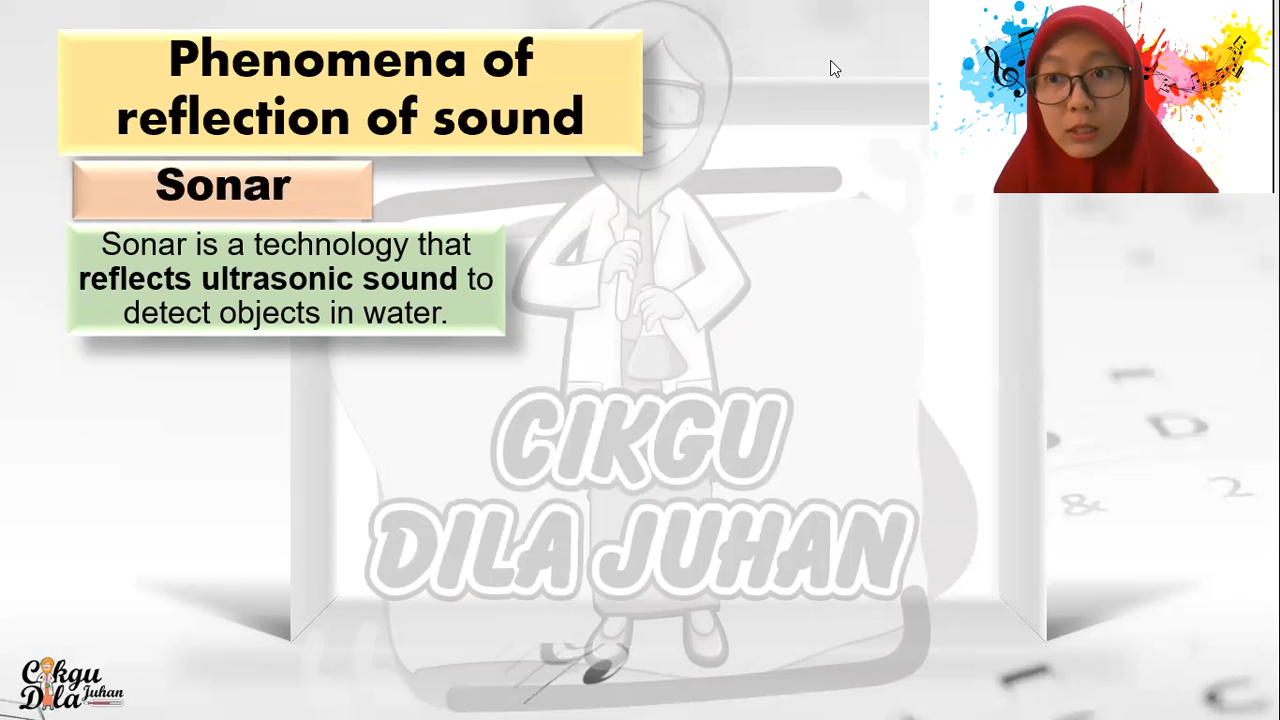 Phenomena of
reflection of sound
Sonar
Sonar is a technology that
reflects ultrasonic sound to
detect objects in water.
CIKGU
DILA JUHAN
D
&
2
Cikgu
Dila Juhan